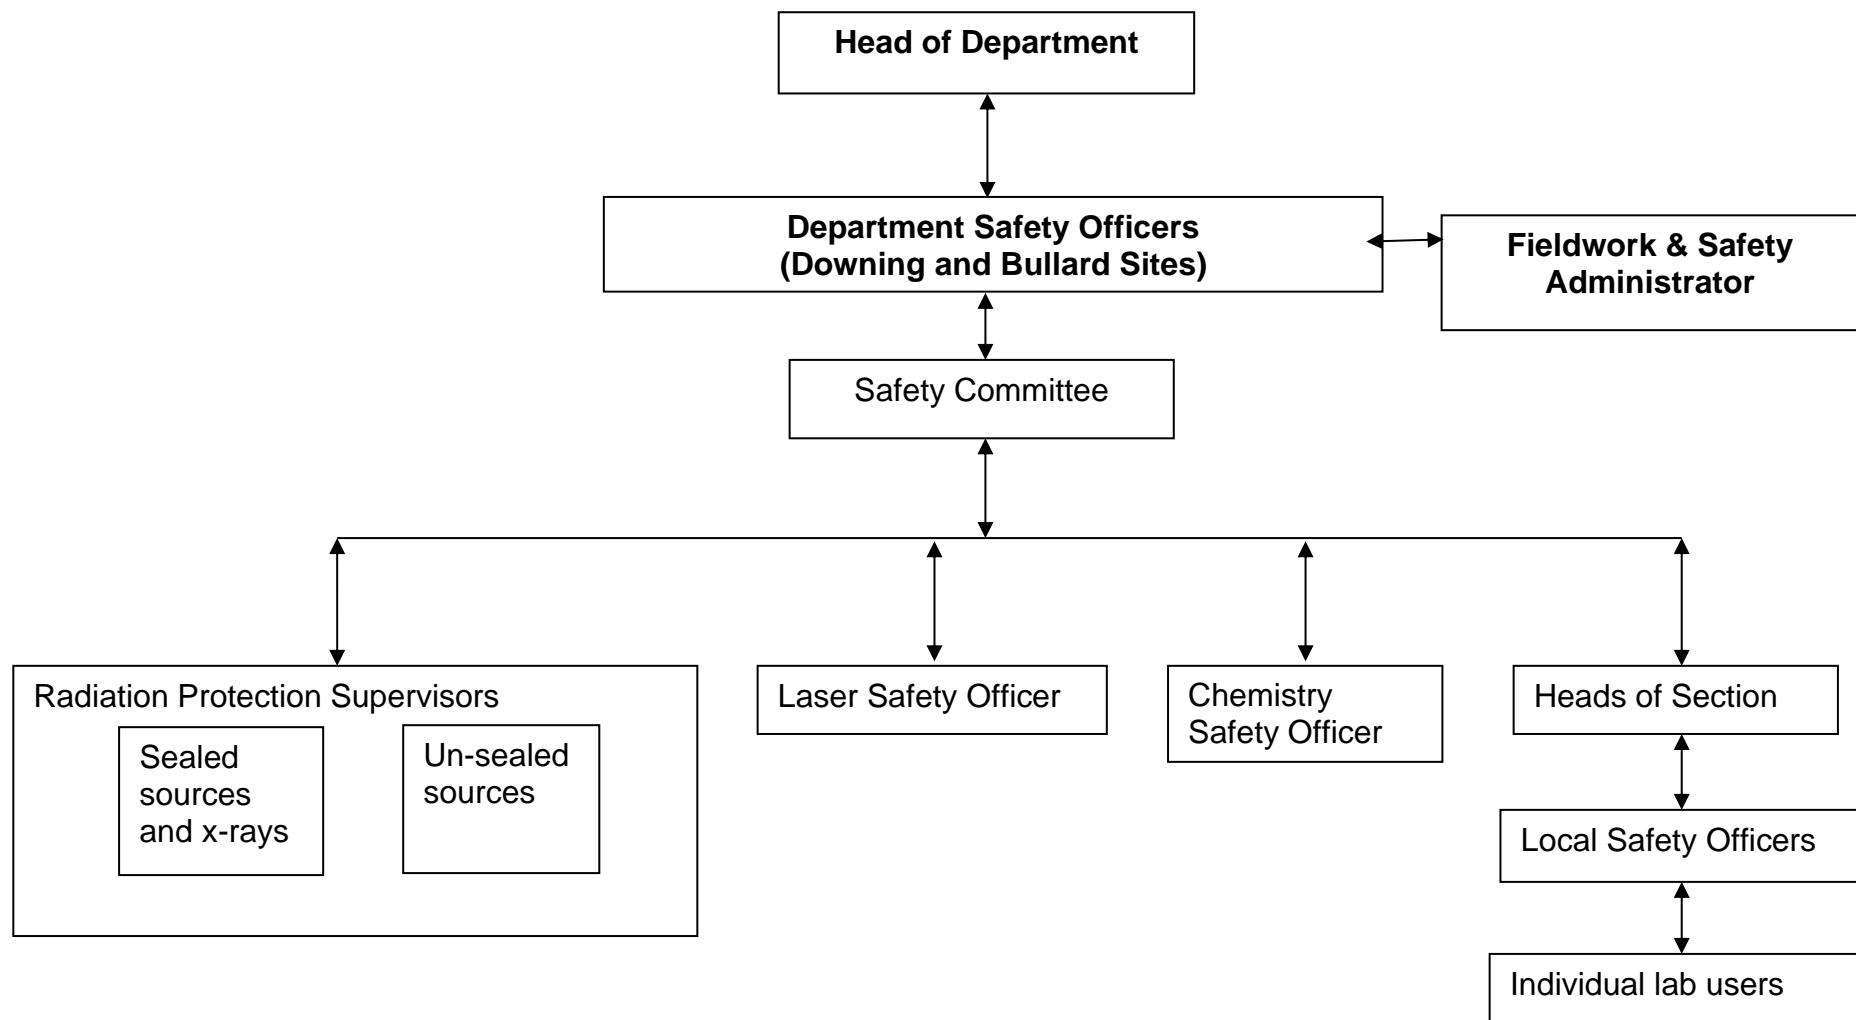 Head of Department
Department Safety Officers
(Downing and Bullard Sites)
Fieldwork & Safety
Administrator
Safety Committee
Radiation Protection Supervisors
Sealed
sources
and x-rays
Un-sealed
sources
Laser Safety Officer
Chemistry
Safety Officer
Heads of Section
Local Safety Officers
Individual lab users